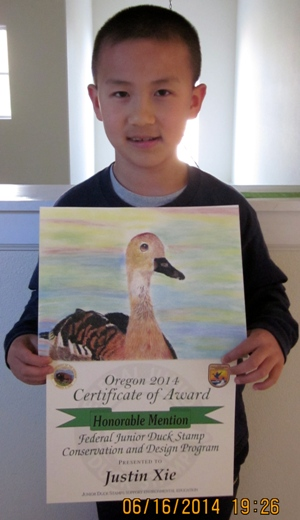 Oregon 2014
Certificate of Award
Honorable Mention
Federal Junior Duck Stamp
Conservation and Design Program
PRESENTED TO
Justin Xie
06/16/2014 19:26